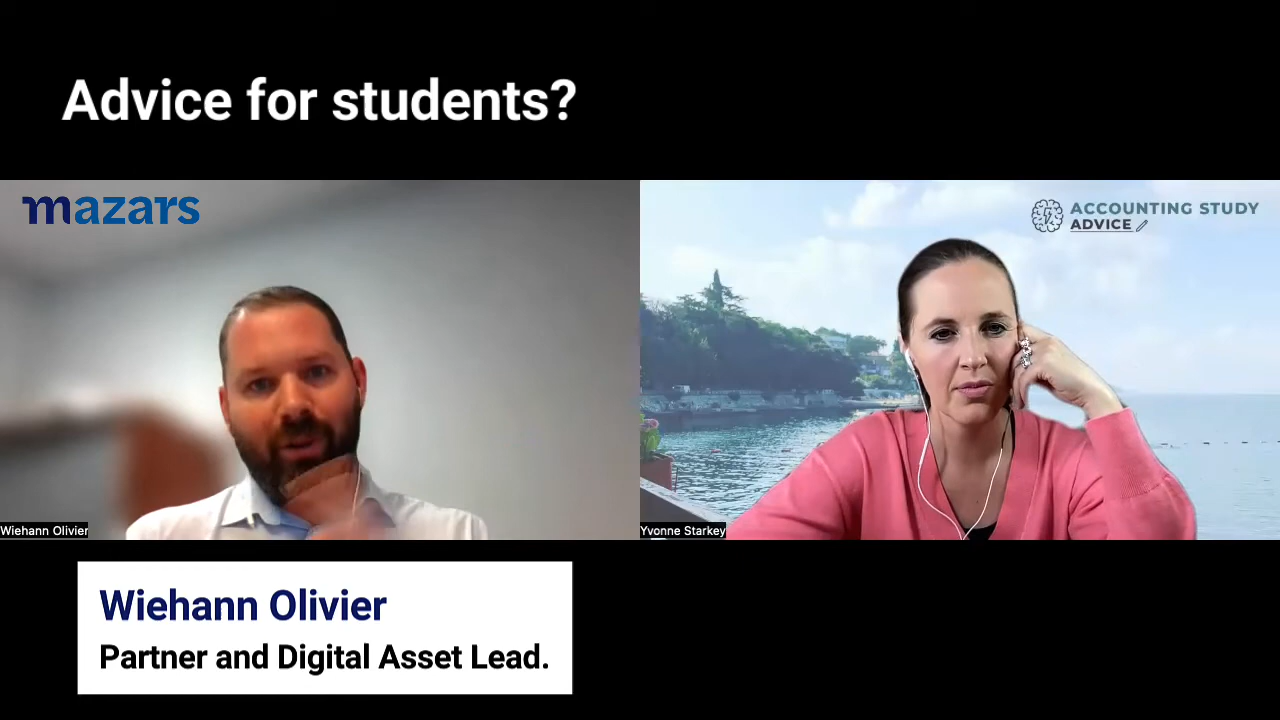 Advice for students?
mazars
ACCOUNTING STUDY
ADVICE
Wiehann Olivier
Yvonne Starkey
Wiehann Olivier
Partner and Digital Asset Lead.